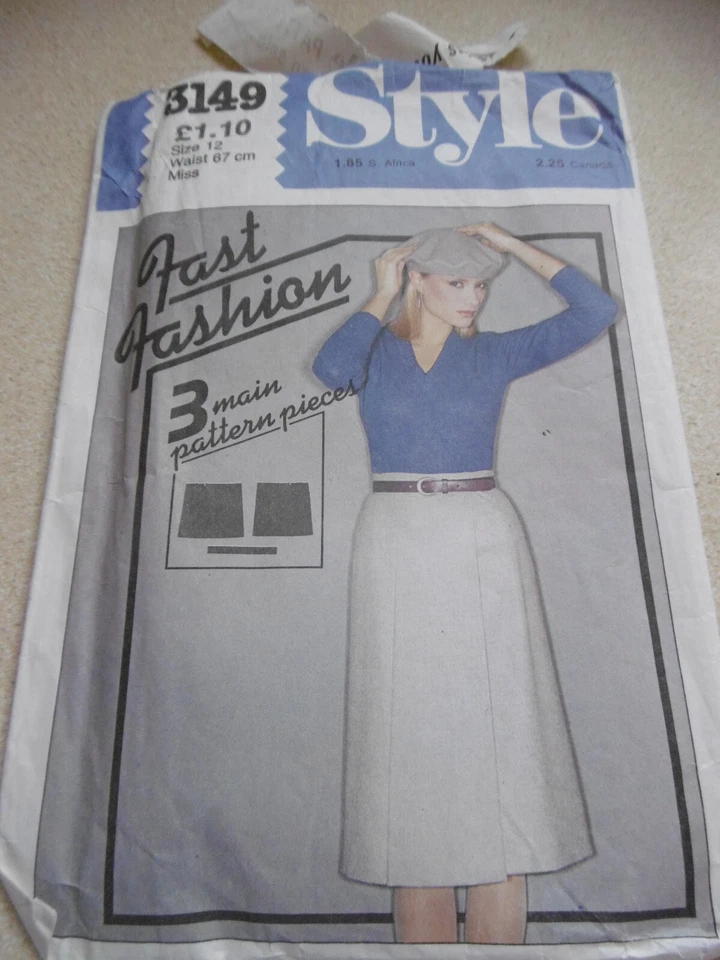 3149
£1.10
Size 12
Waist 67 cm
Miss
Style
1.85 S. Africa
2.25 Canada
Fast
Fashion
3 main
pattern pieces